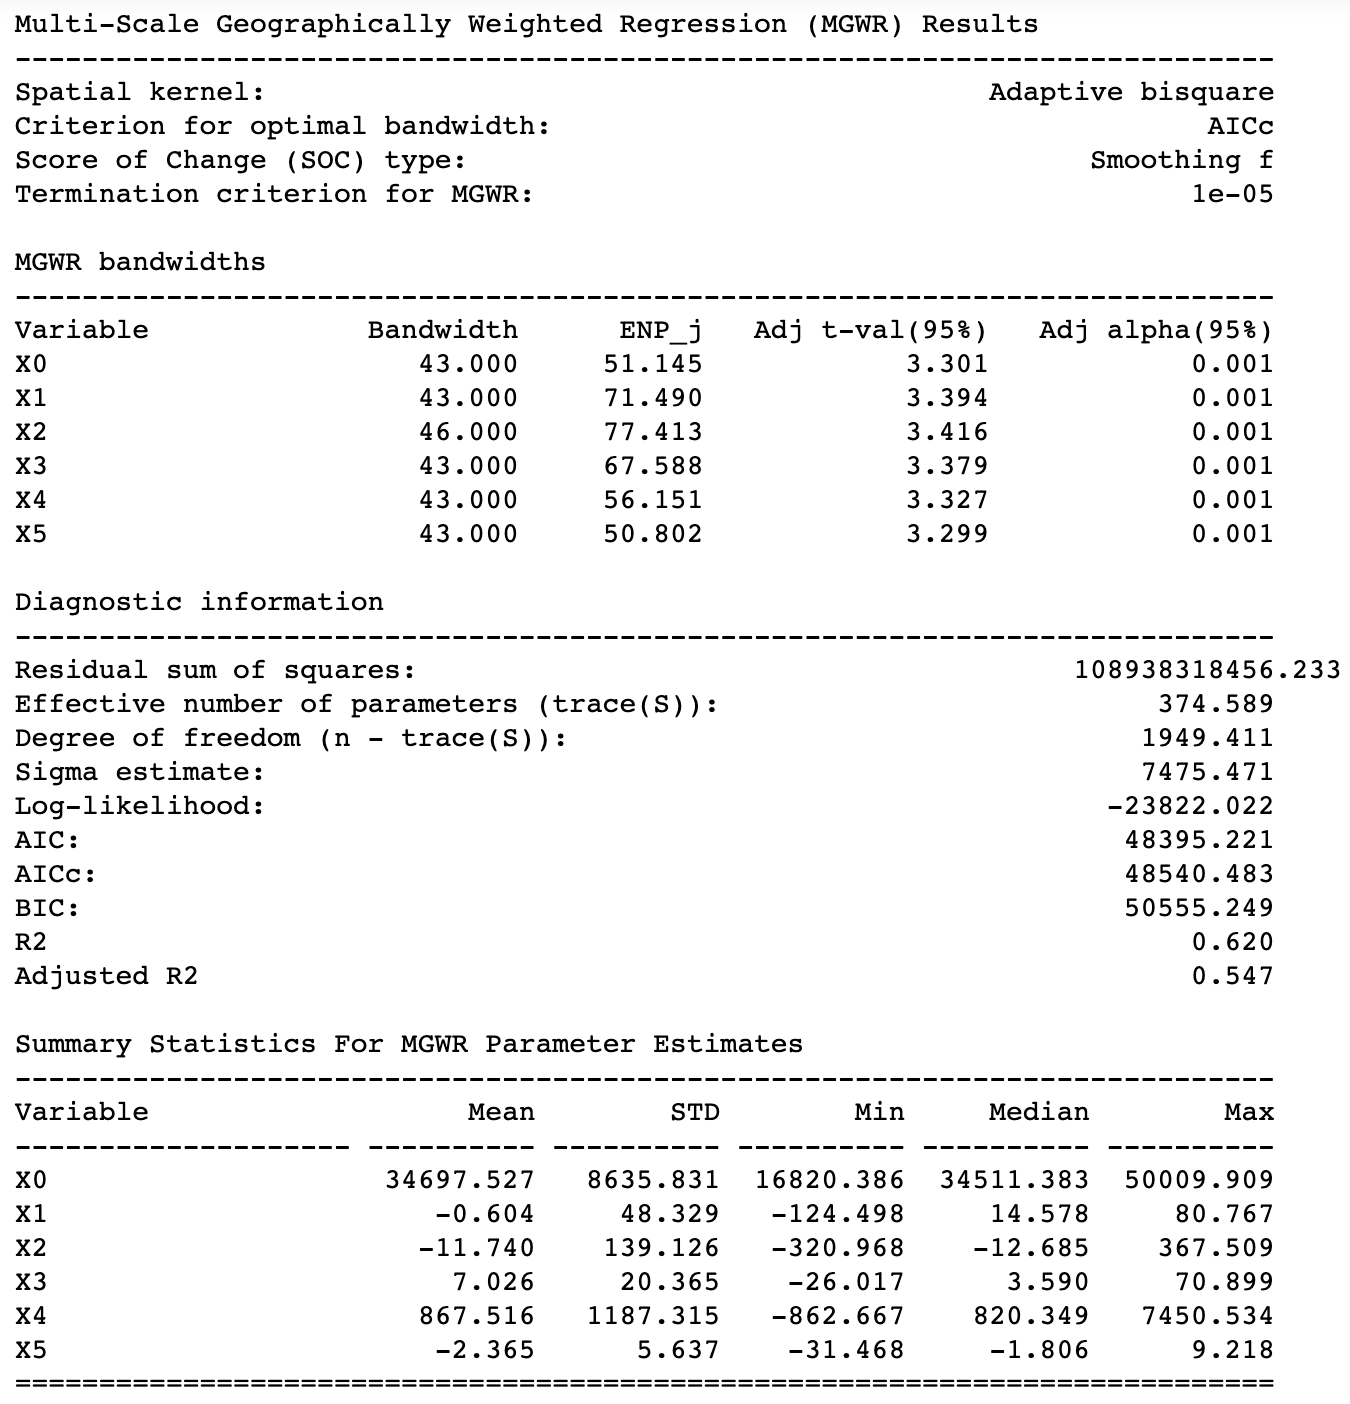 Multi-Scale Geographically Weighted Regression (MGWR) Results
---------------------------------------------------------------------------
Spatial kernel:                                           Adaptive bisquare
Criterion for optimal bandwidth:                                       AICc
Score of Change (SOC) type:                                     Smoothing f
Termination criterion for MGWR:                                       1e-05

MGWR bandwidths
---------------------------------------------------------------------------
Variable             Bandwidth      ENP_j   Adj t-val(95%)   Adj alpha(95%)
X0                      43.000     51.145            3.301            0.001
X1                      43.000     71.490            3.394            0.001
X2                      46.000     77.413            3.416            0.001
X3                      43.000     67.588            3.379            0.001
X4                      43.000     56.151            3.327            0.001
X5                      43.000     50.802            3.299            0.001

Diagnostic information
---------------------------------------------------------------------------
Residual sum of squares:                                       108938318456.233
Effective number of parameters (trace(S)):                          374.589
Degree of freedom (n - trace(S)):                                  1949.411
Sigma estimate:                                                    7475.471
Log-likelihood:                                                  -23822.022
AIC:                                                              48395.221
AICc:                                                             48540.483
BIC:                                                              50555.249
R2                                                                    0.620
Adjusted R2                                                           0.547

Summary Statistics For MGWR Parameter Estimates
---------------------------------------------------------------------------
Variable                   Mean        STD        Min     Median        Max
-------------------- ---------- ---------- ---------- ---------- ----------
X0                    34697.527   8635.831  16820.386  34511.383  50009.909
X1                       -0.604     48.329   -124.498     14.578     80.767
X2                      -11.740    139.126   -320.968    -12.685    367.509
X3                        7.026     20.365    -26.017      3.590     70.899
X4                      867.516   1187.315   -862.667    820.349   7450.534
X5                       -2.365      5.637    -31.468     -1.806      9.218
===========================================================================